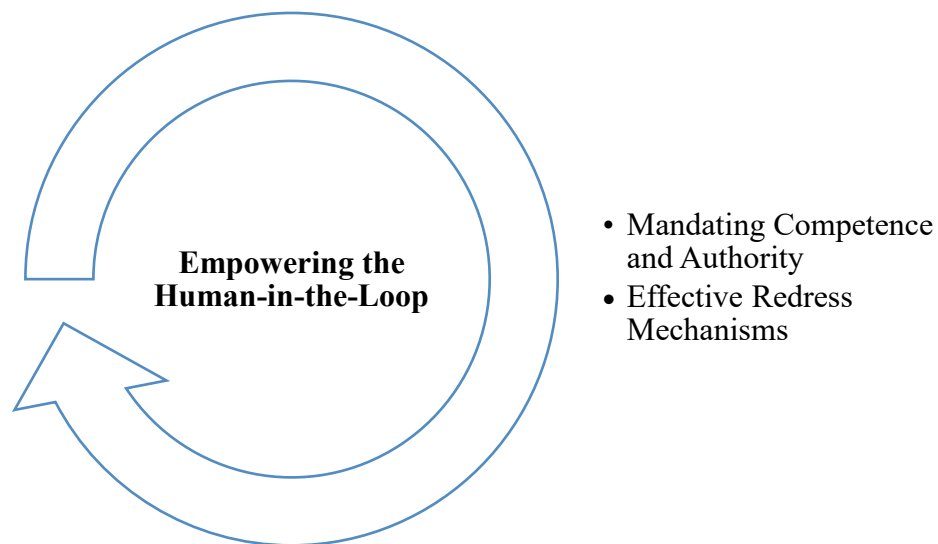 Empowering the
Human-in-the-Loop
• Mandating Competence
and Authority
• Effective Redress
Mechanisms